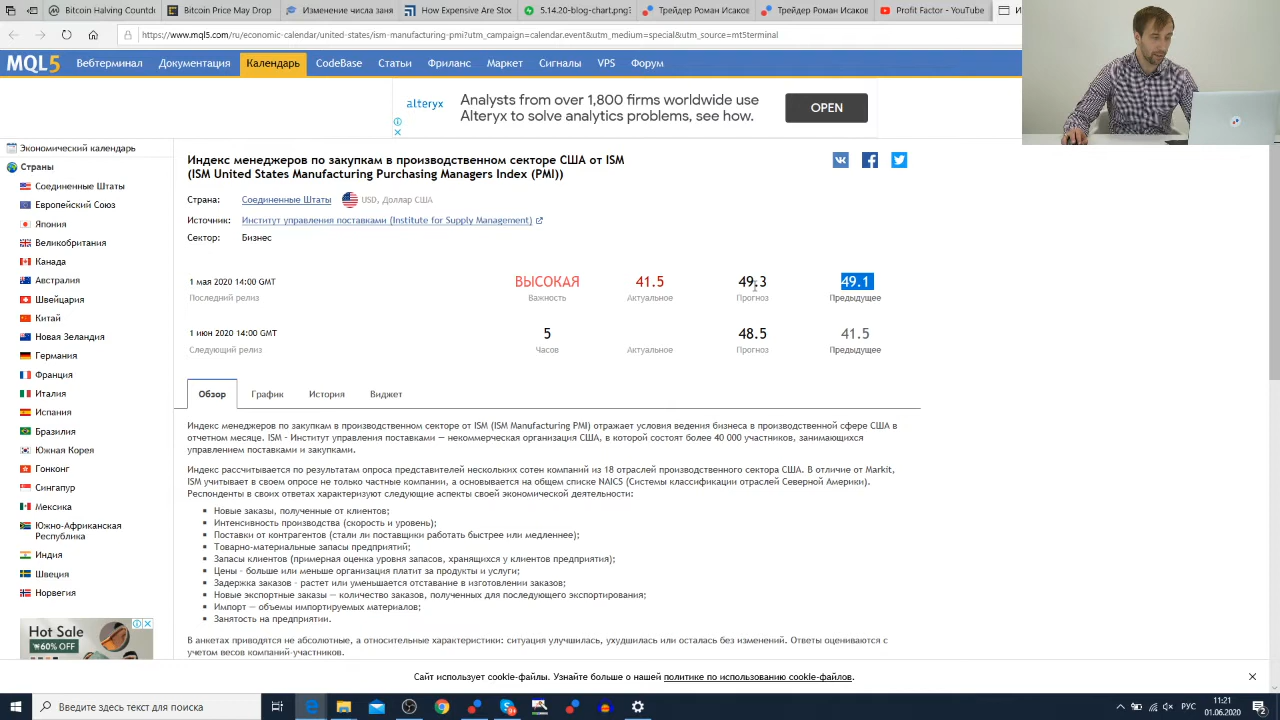 Price May Drop
Изменение даты
How Expensive Are Sto
5.14.20-blog-chart.png
Трейдер Роман Исаков
Трейдер Роман Исаков
Profit Factor - YouTube
https://www.mql5.com/ru/economic-calendar/united-states/ism-manufacturing-pmi?utm_campaign=calendar.event&utm_medium=special&utm_source=mt5terminal
MQL5 Вебтерминал Документация Календарь CodeBase Статьи Фриланс Маркет Сигналы VPS Форум
alteryx
Analysts from over 1,800 firms worldwide use
Alteryx to solve analytics problems, see how.
OPEN
Экономический календарь
Страны
Соединенные Штаты
Европейский Союз
Япония
Великобритания
Канада
Австралия
Швейцария
Китай
Новая Зеландия
Германия
Франция
Италия
Испания
Бразилия
Южная Корея
Гонконг
Сингапур
Мексика
Южно-Африканская
Республика
Индия
Швеция
Норвегия
Hot Sale
60% OFF
Индекс менеджеров по закупкам в производственном секторе США от ISM
(ISM United States Manufacturing Purchasing Managers Index (PMI))
Страна: Соединенные Штаты USD, Доллар США
Источник: Институт управления поставками (Institute for Supply Management)
Сектор: Бизнес
1 мая 2020 14:00 GMT ВЫСОКАЯ 41.5 49.3 49.1
Последний релиз Важность Актуальное Прогноз Предыдущее
1 июн 2020 14:00 GMT 5 48.5 41.5
Следующий релиз Часов Актуальное Прогноз Предыдущее
Обзор График История Виджет
Индекс менеджеров по закупкам в производственном секторе от ISM (ISM Manufacturing PMI) отражает условия ведения бизнеса в производственной сфере США в
отчетном месяце. ISM - Институт управления поставками — некоммерческая организация США, в которой состоят более 40 000 участников, занимающихся
управлением поставками и закупками.
Индекс рассчитывается по результатам опроса представителей нескольких сотен компаний из 18 отраслей производственного сектора США. В отличие от Markit,
ISM учитывает в своем опросе не только частные компании, а основывается на общем списке NAICS (Системы классификации отраслей Северной Америки).
Респонденты в своих ответах характеризуют следующие аспекты своей экономической деятельности:
Новые заказы, полученные от клиентов;
Интенсивность производства (скорость и уровень);
Поставки от контрагентов (стали ли поставщики работать быстрее или медленнее);
Товарно-материальные запасы предприятий;
Запасы клиентов (примерная оценка уровня запасов, хранящихся у клиентов предприятия);
Цены - больше или меньше организация платит за продукты и услуги;
Задержка заказов - растет или уменьшается отставание в изготовлении заказов;
Новые экспортные заказы — количество заказов, полученных для последующего экспортирования;
Импорт — объемы импортируемых материалов;
Занятость на предприятии.
В анкетах приводятся не абсолютные, а относительные характеристики: ситуация улучшилась, ухудшилась или осталась без изменений. Ответы оцениваются с
учетом весов компаний-участников.
Сайт использует cookie-файлы. Узнайте больше о нашей политике по использованию cookie-файлов.
Введите здесь текст для поиска
РУС
11:21
01.06.2020